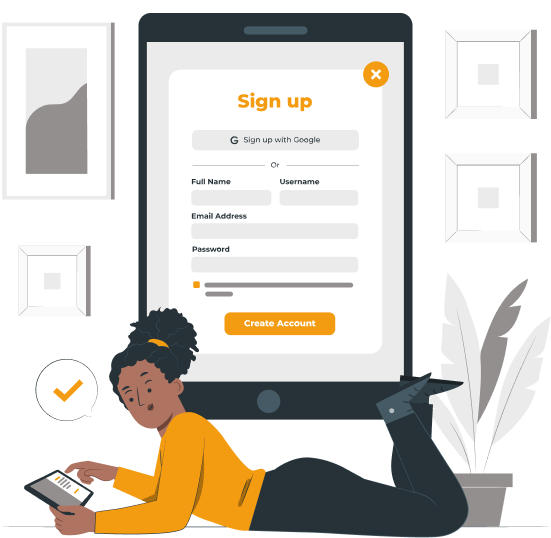 Sign up
G Sign up with Google
Or
Full Name Username
Email Address
Password
Create Account